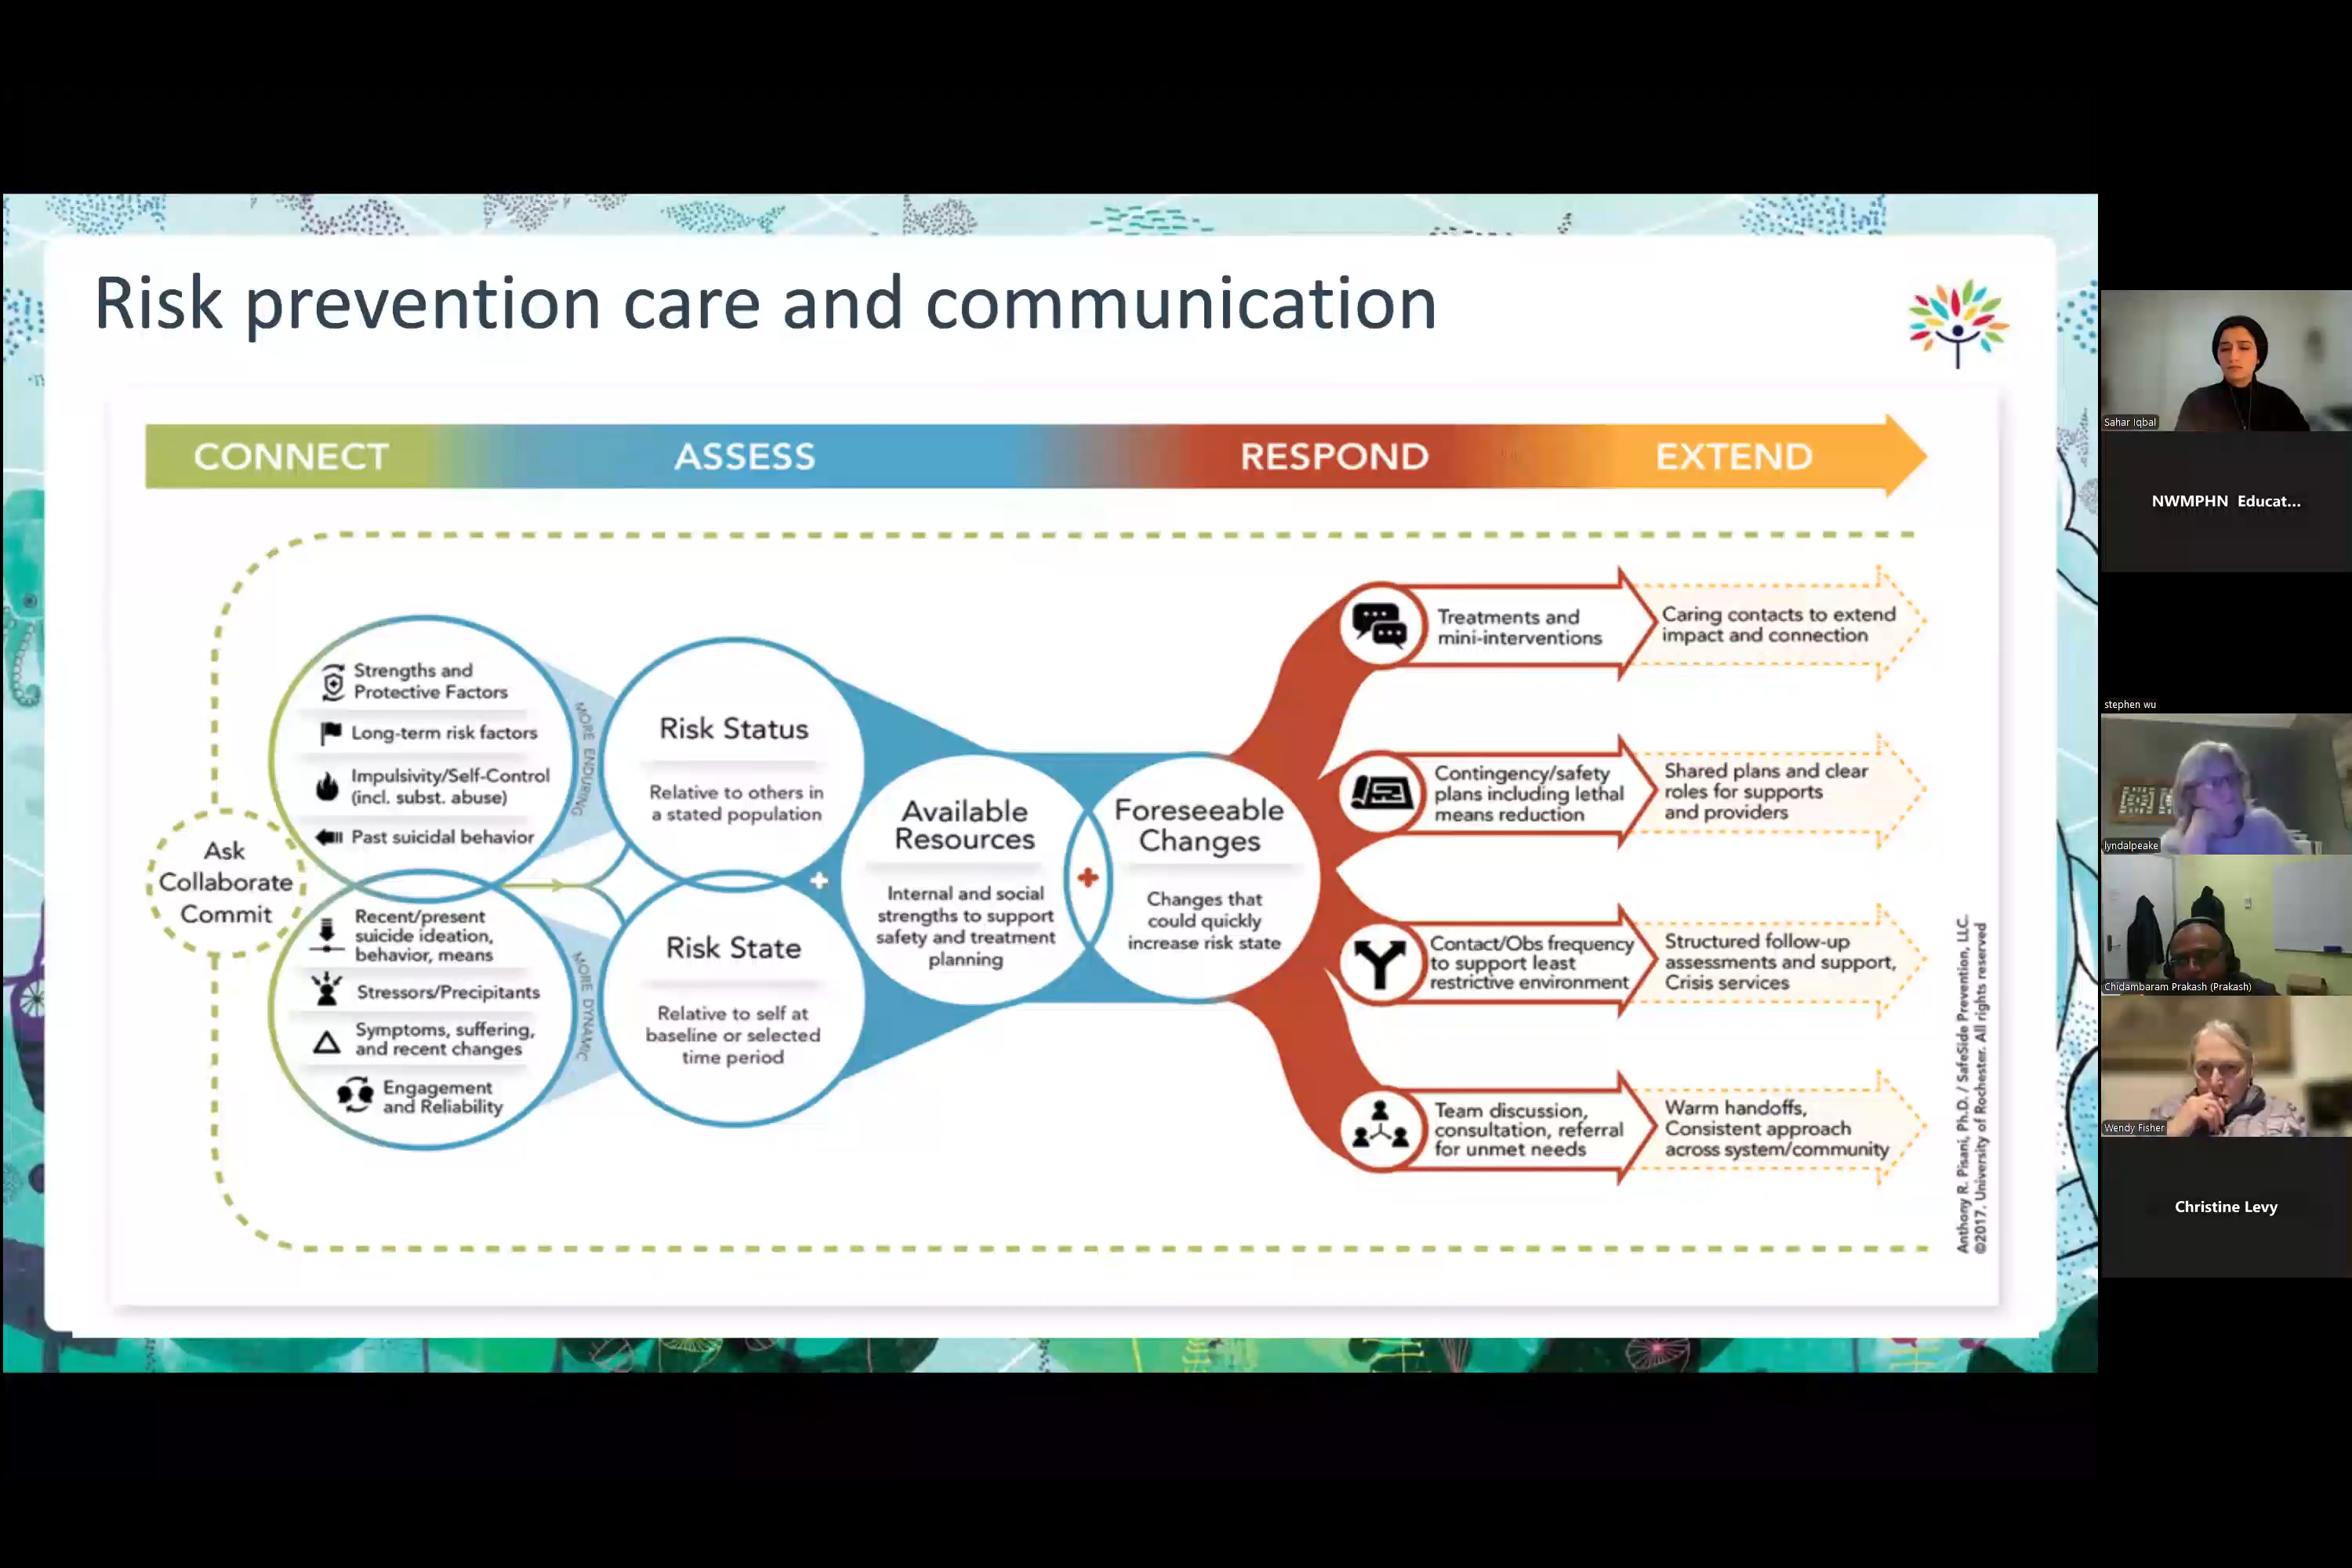 Risk prevention care and communication
CONNECT
ASSESS
RESPOND
EXTEND
Ask
Collaborate
Commit
Strengths and
Protective Factors
Long-term risk factors
Impulsivity/Self-Control
(incl. subst. abuse)
Past suicidal behavior
MORE ENDURING
Recent/present
suicide ideation,
behavior, means
Stressors/Precipitants
Symptoms, suffering,
and recent changes
Engagement
and Reliability
MORE DYNAMIC
Risk Status
Relative to others in
a stated population
Risk State
Relative to self at
baseline or selected
time period
Available
Resources
Internal and social
strengths to support
safety and treatment
planning
Foreseeable
Changes
Changes that
could quickly
increase risk state
Treatments and
mini-interventions
Caring contacts to extend
impact and connection
Contingency/safety
plans including lethal
means reduction
Shared plans and clear
roles for supports
and providers
Contact/Obs frequency
to support least
restrictive environment
Structured follow-up
assessments and support,
Crisis services
Team discussion,
consultation, referral
for unmet needs
Warm handoffs,
Consistent approach
across system/community
Anthony R. Pisani, Ph.D. / SafeSide Prevention, LLC.
©2017. University of Rochester. All rights reserved
Sahar Iqbal
NWMPHN Educat...
stephen wu
lyndalpeake
Chidambaram Prakash (Prakash)
Wendy Fisher
Christine Levy